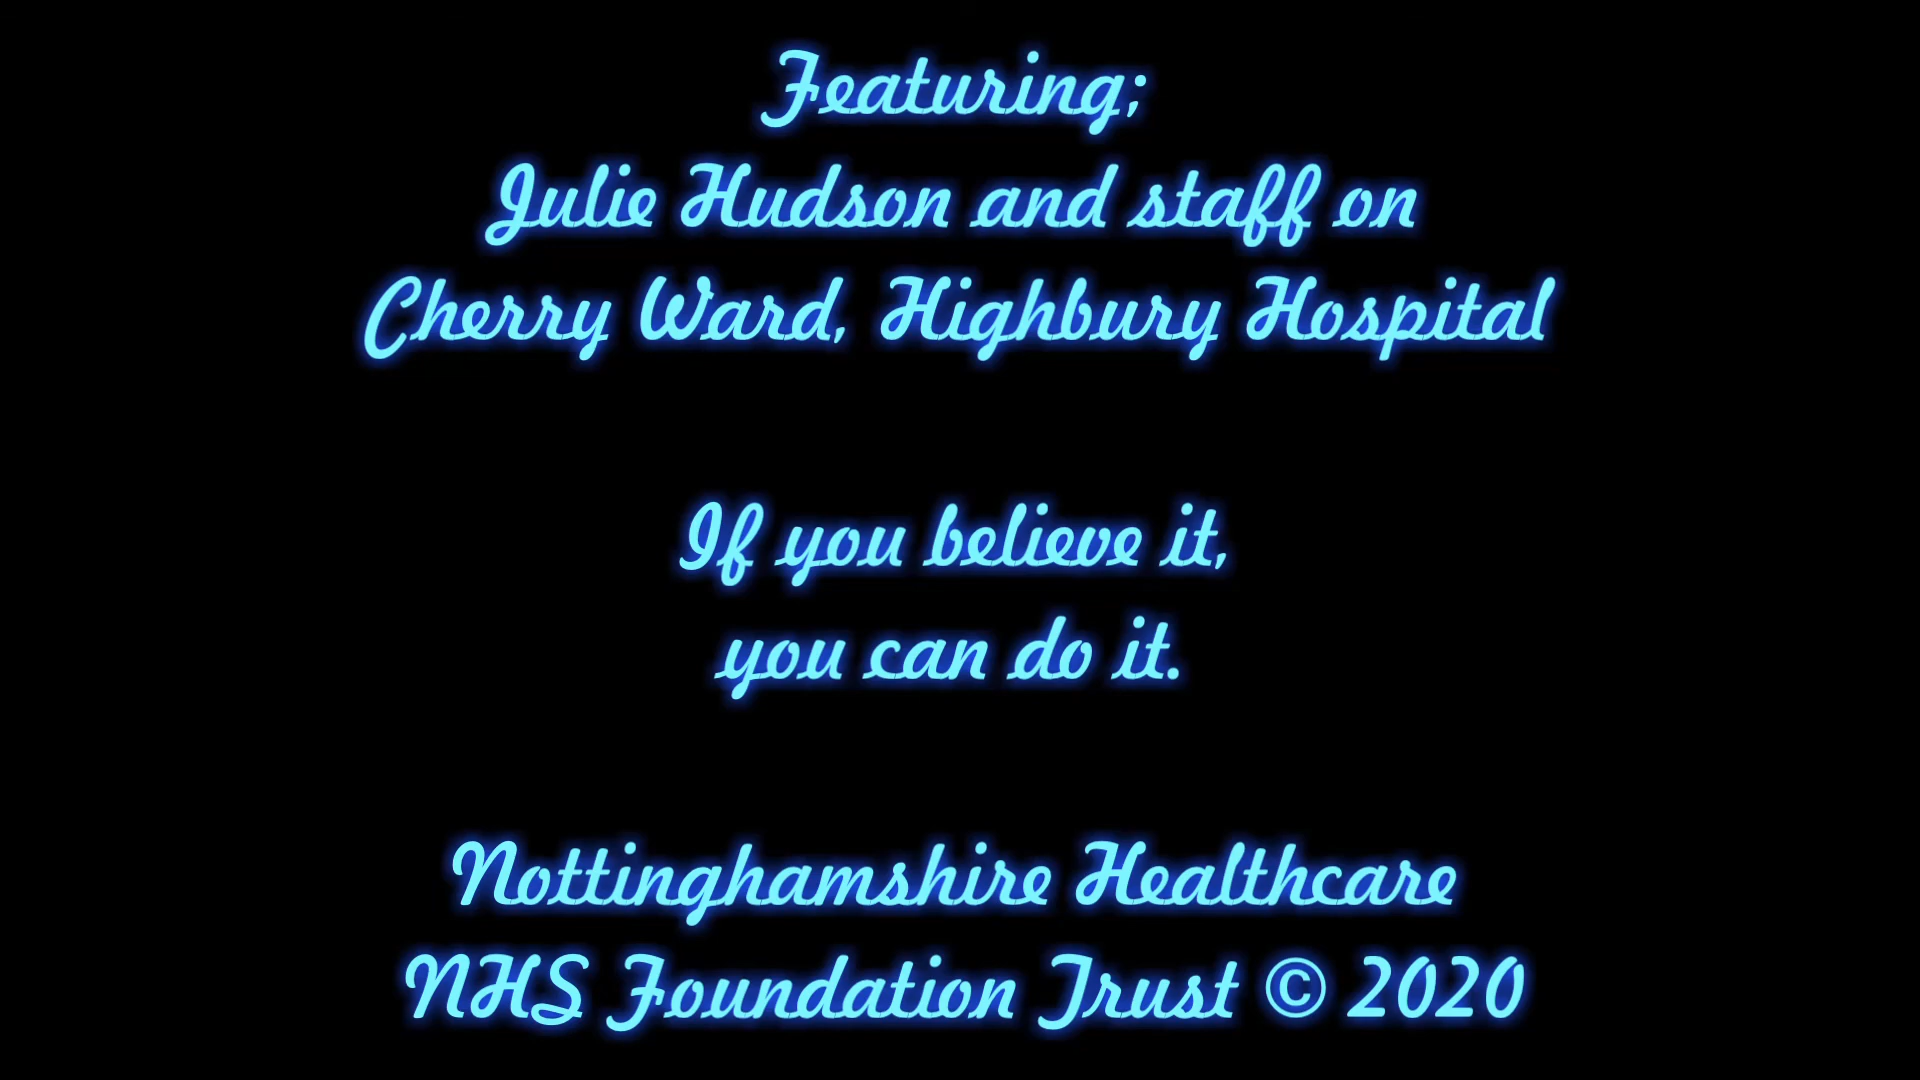 Featuring;
Julie Hudson and staff on
Cherry Ward, Highbury Hospital
If you believe it,
you can do it.
Nottinghamshire Healthcare
NHS Foundation Trust © 2020